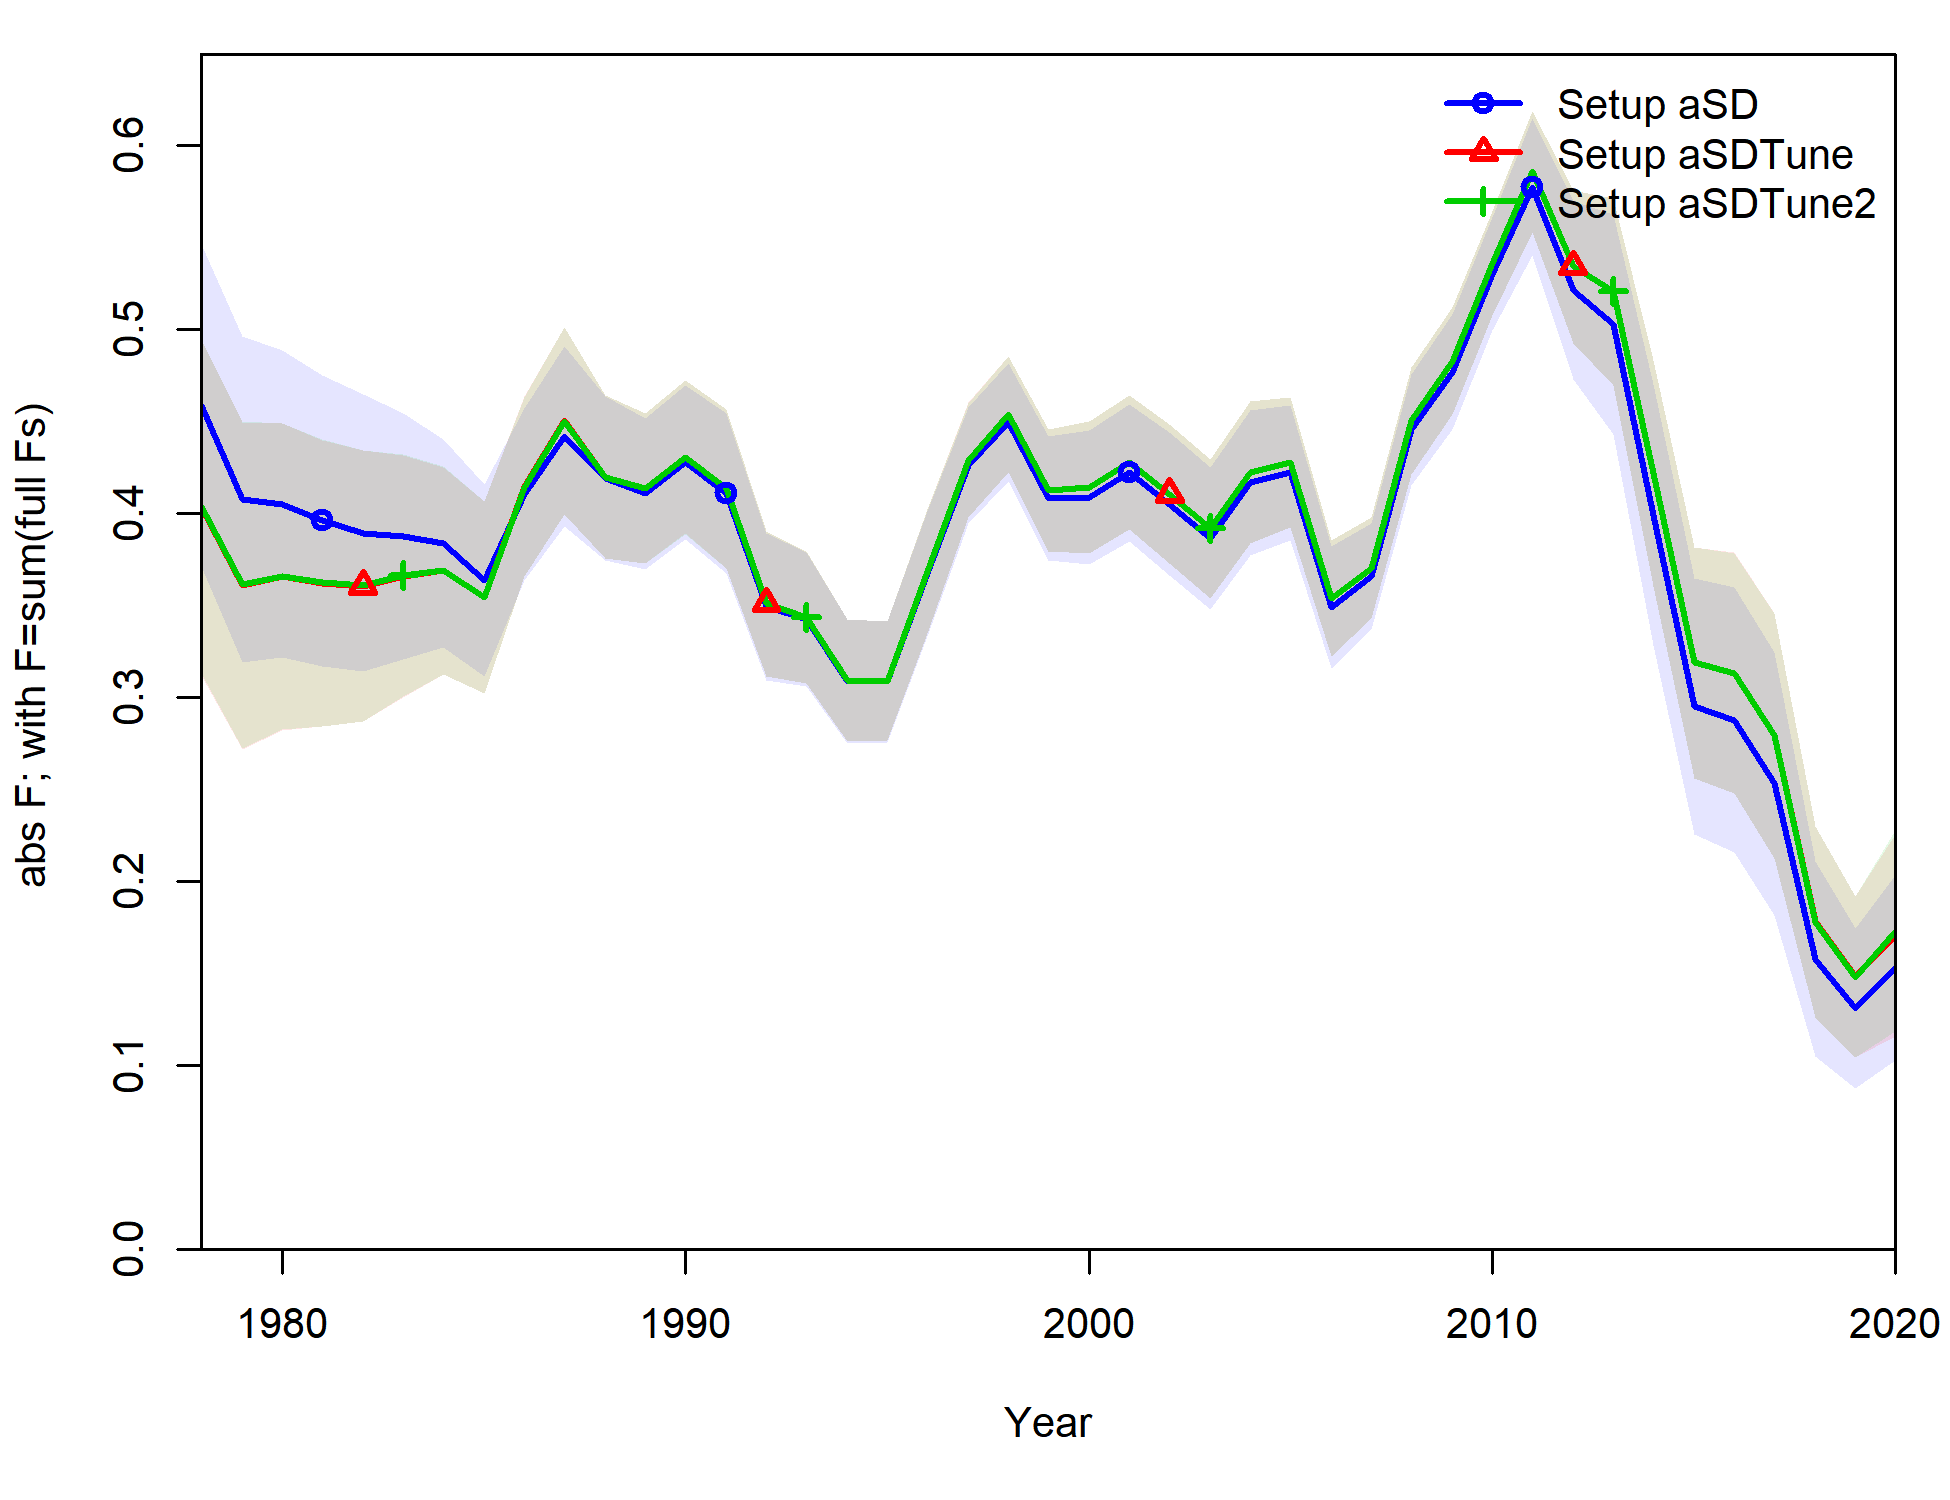 Setup aSD
Setup aSDTune
Setup aSDTune2
abs F; with F=sum(full Fs)
0.6
0.5
0.4
0.3
0.2
0.1
0.0
1980 1990 2000 2010 2020
Year